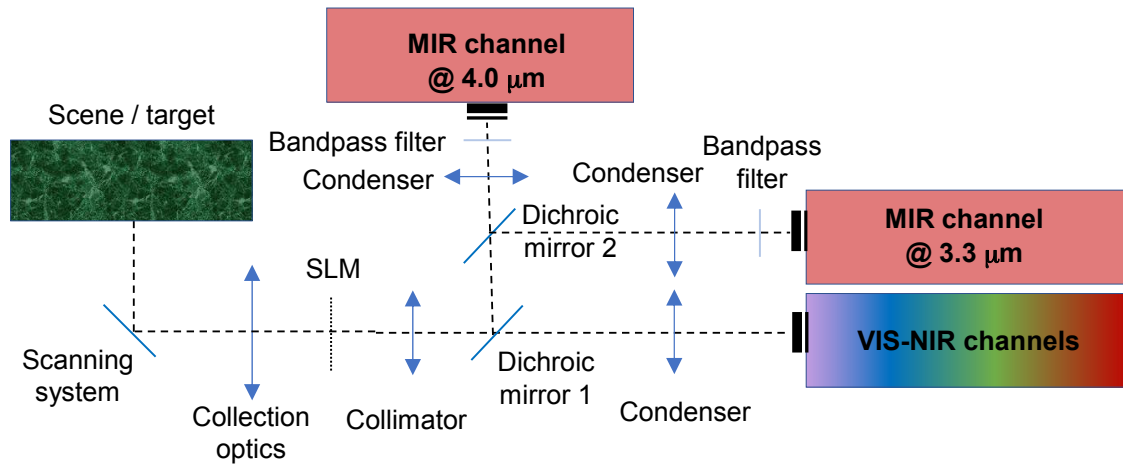 MIR channel
@ 4.0 μm
Scene / target
Bandpass filter
Condenser
Condenser
Bandpass
filter
Dichroic
mirror 2
MIR channel
@ 3.3 μm
SLM
VIS-NIR channels
Scanning
system
Dichroic
mirror 1
Collection
optics
Collimator
Condenser